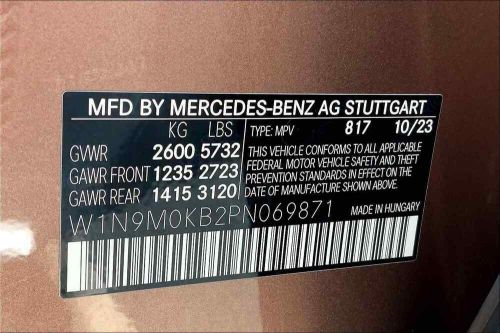 MFD BY MERCEDES-BENZ AG STUTTGART
KG LBS
TYPE: MPV 817 10/23
GWR 2600 5732
GAWR FRONT 1235 2723
GAWR REAR 1415 3120
THIS VEHICLE CONFORMS TO ALL APPLICABLE
FEDERAL MOTOR VEHICLE SAFETY AND THEFT
PREVENTION STANDARDS IN EFFECT ON THE
DATE OF MANUFACTURE SHOWN ABOVE.
W1N9M0KB2PN069871
MADE IN HUNGARY